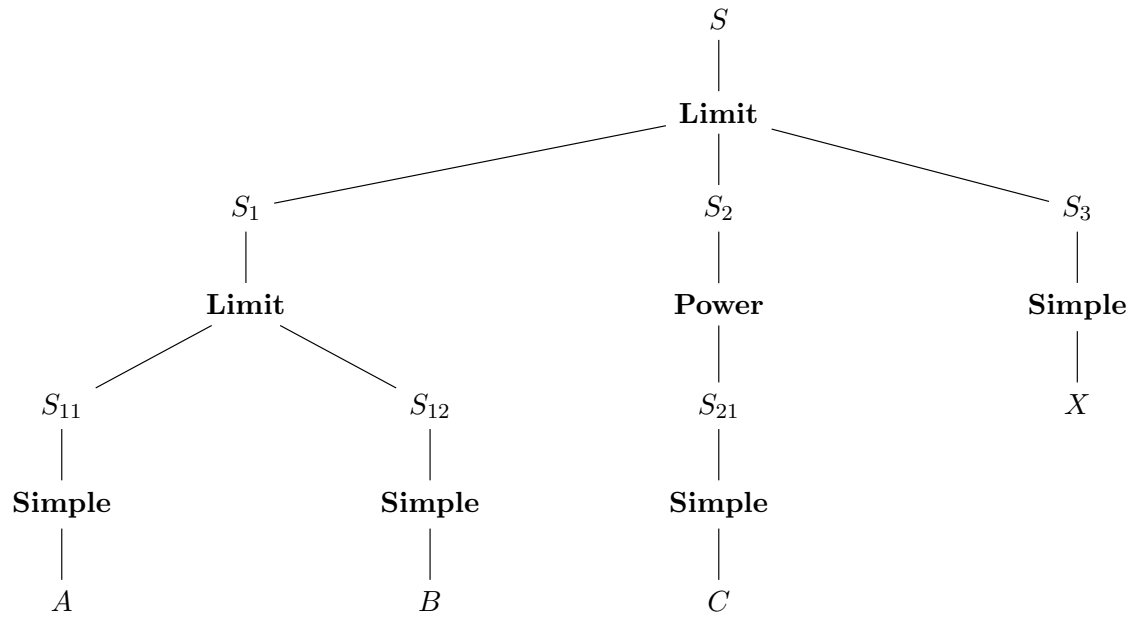 S
Limit
S₁ S₂ S₃
Limit Power Simple
S₁₁ S₁₂ S₂₁ X
Simple Simple Simple
A B C